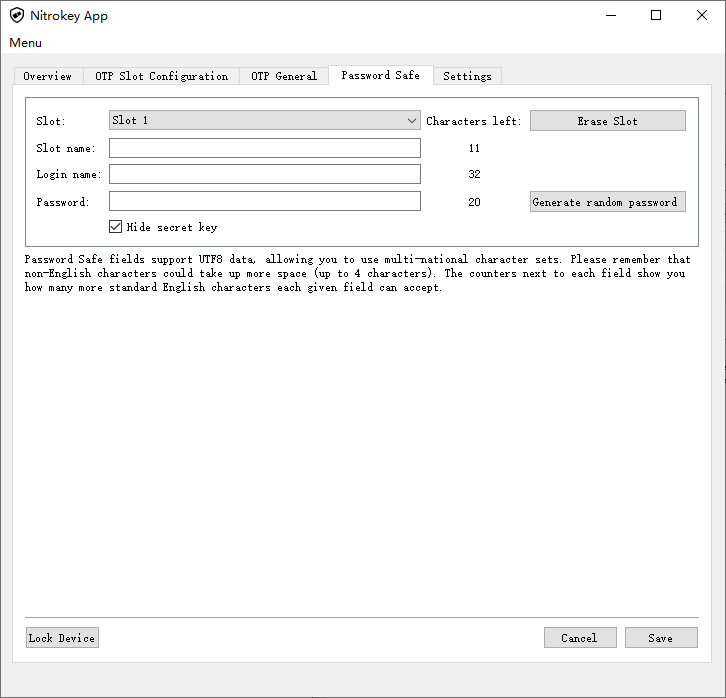 Nitrokey App
Menu
Overview OTP Slot Configuration OTP General Password Safe Settings
Slot: Slot 1 Characters left: Erase Slot
Slot name: 11
Login name: 32
Password: 20 Generate random password
Hide secret key
Password Safe fields support UTF8 data, allowing you to use multi-national character sets. Please remember that
non-English characters could take up more space (up to 4 characters). The counters next to each field show you
how many more standard English characters each given field can accept.
Lock Device Cancel Save